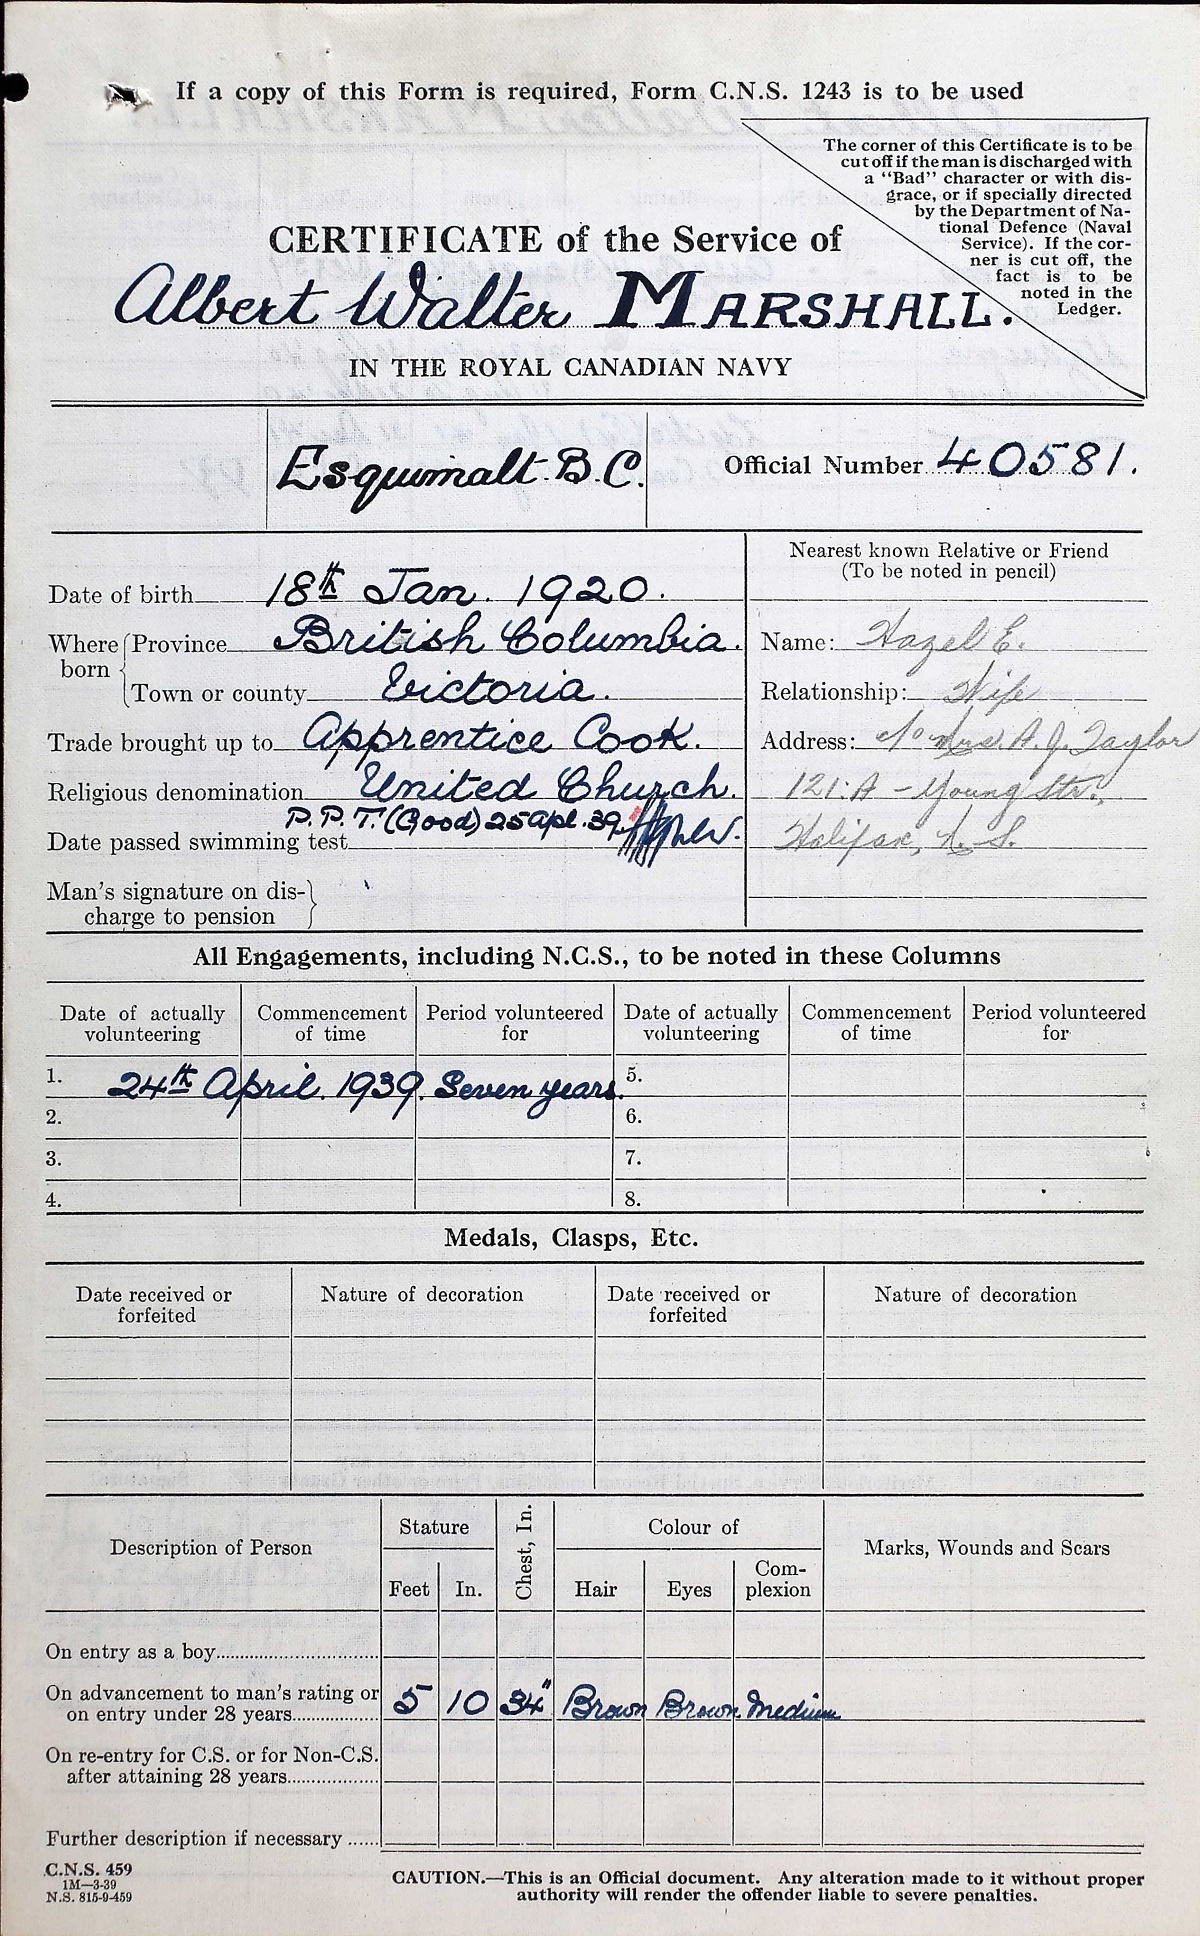 If a copy of this Form is required, Form C.N.S. 1243 is to be used
The corner of this Certificate is to be
cut off if the man is discharged with
a "Bad" character or with dis-
grace, or if specially directed
by the Department of Na-
tional Defence (Naval
Service). If the cor-
ner is cut off, the
fact is to be
noted in the
Ledger.
CERTIFICATE of the Service of
Albert Walter MARSHALL.
IN THE ROYAL CANADIAN NAVY
Esquimalt B.C.
Official Number 40581.
Nearest known Relative or Friend
(To be noted in pencil)
Date of birth 18th Jan. 1920.
Where born { Province British Columbia.
Town or county Victoria.
Name: Hazel E.
Relationship: Wife
Trade brought up to Apprentice Cook.
Address: c/o Mrs. A. J. Taylor
Religious denomination United Church.
121.A - Young Str.,
P.P.T. (Good) 25 Apl. 39.
Date passed swimming test
Halifax, N.S.
Man's signature on dis-
charge to pension }
All Engagements, including N.C.S., to be noted in these Columns
Date of actually volunteering Commencement of time Period volunteered for Date of actually volunteering Commencement of time Period volunteered for
1. 24th April. 1939. Seven years. 5.
2. 6.
3. 7.
4. 8.
Medals, Clasps, Etc.
Date received or forfeited Nature of decoration Date received or forfeited Nature of decoration
Description of Person Stature Chest, In. Colour of Marks, Wounds and Scars
Feet In. Hair Eyes Com-plexion
On entry as a boy
On advancement to man's rating or
on entry under 28 years 5 10 34" Brown Brown Medium
On re-entry for C.S. or for Non-C.S.
after attaining 28 years
Further description if necessary
C.N.S. 459
1M—3-39
N.S. 815-9-459
CAUTION.—This is an Official document. Any alteration made to it without proper
authority will render the offender liable to severe penalties.